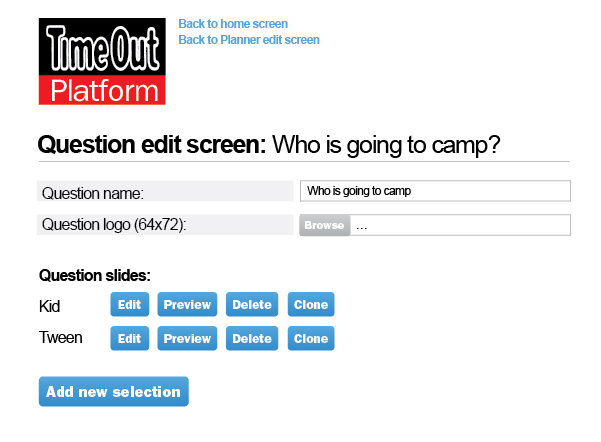 Time Out
Platform
Back to home screen
Back to Planner edit screen
Question edit screen: Who is going to camp?
Question name: Who is going to camp
Question logo (64x72): Browse ...
Question slides:
Kid Edit Preview Delete Clone
Tween Edit Preview Delete Clone
Add new selection